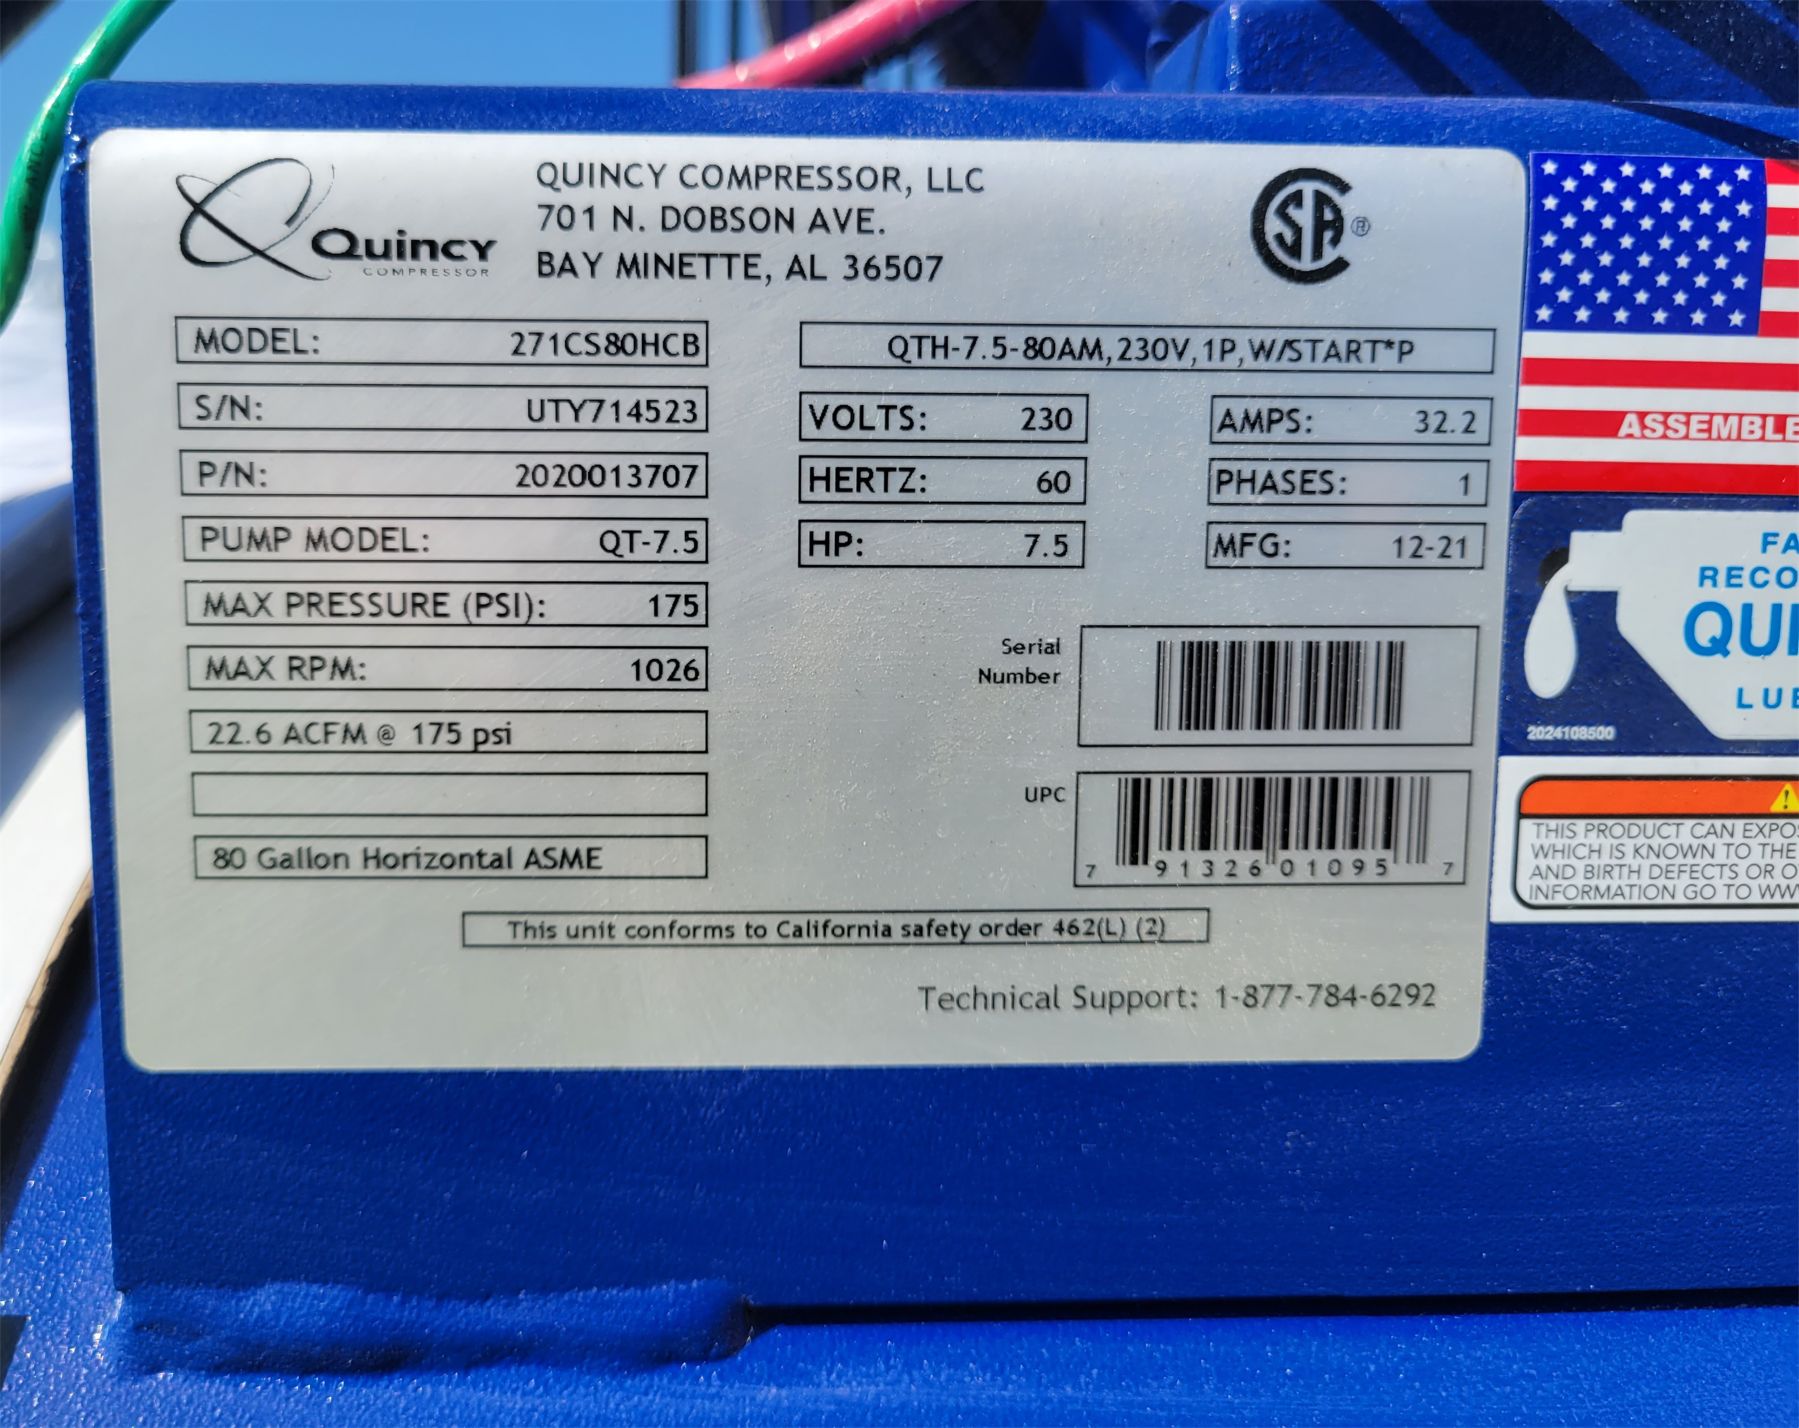 Quincy
COMPRESSOR
QUINCY COMPRESSOR, LLC
701 N. DOBSON AVE.
BAY MINETTE, AL 36507
SA ®
MODEL: 271CS80HCB
S/N: UTY714523
P/N: 2020013707
PUMP MODEL: QT-7.5
MAX PRESSURE (PSI): 175
MAX RPM: 1026
22.6 ACFM @ 175 psi
80 Gallon Horizontal ASME
QTH-7.5-80AM,230V,1P,W/START*P
VOLTS: 230
AMPS: 32.2
HERTZ: 60
PHASES: 1
HP: 7.5
MFG: 12-21
Serial
Number
UPC
7 91326 01095 7
This unit conforms to California safety order 462(L) (2)
Technical Support: 1-877-784-6292
ASSEMBLE
FA
RECO
QUI
LUB
2024108500
THIS PRODUCT CAN EXPOS
WHICH IS KNOWN TO THE
AND BIRTH DEFECTS OR O
INFORMATION GO TO WW